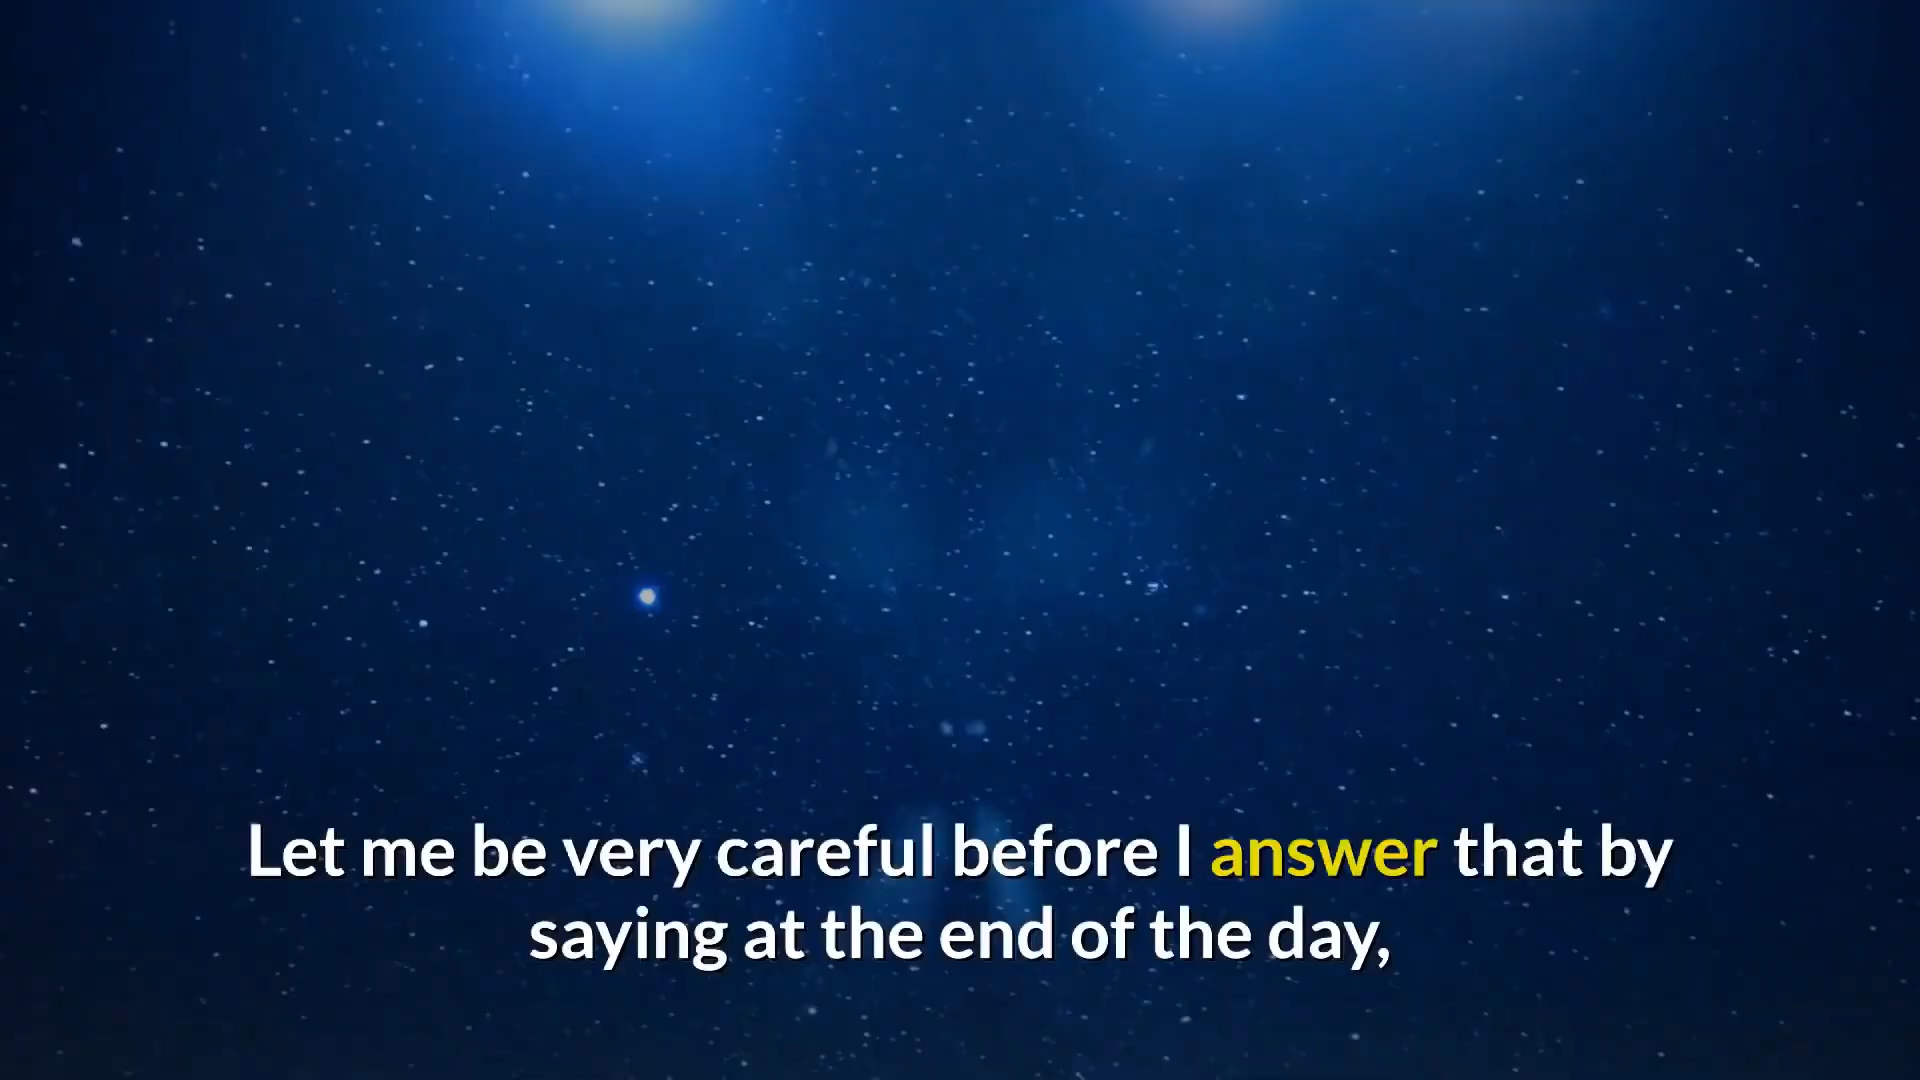 Let me be very careful before I answer that by
saying at the end of the day,